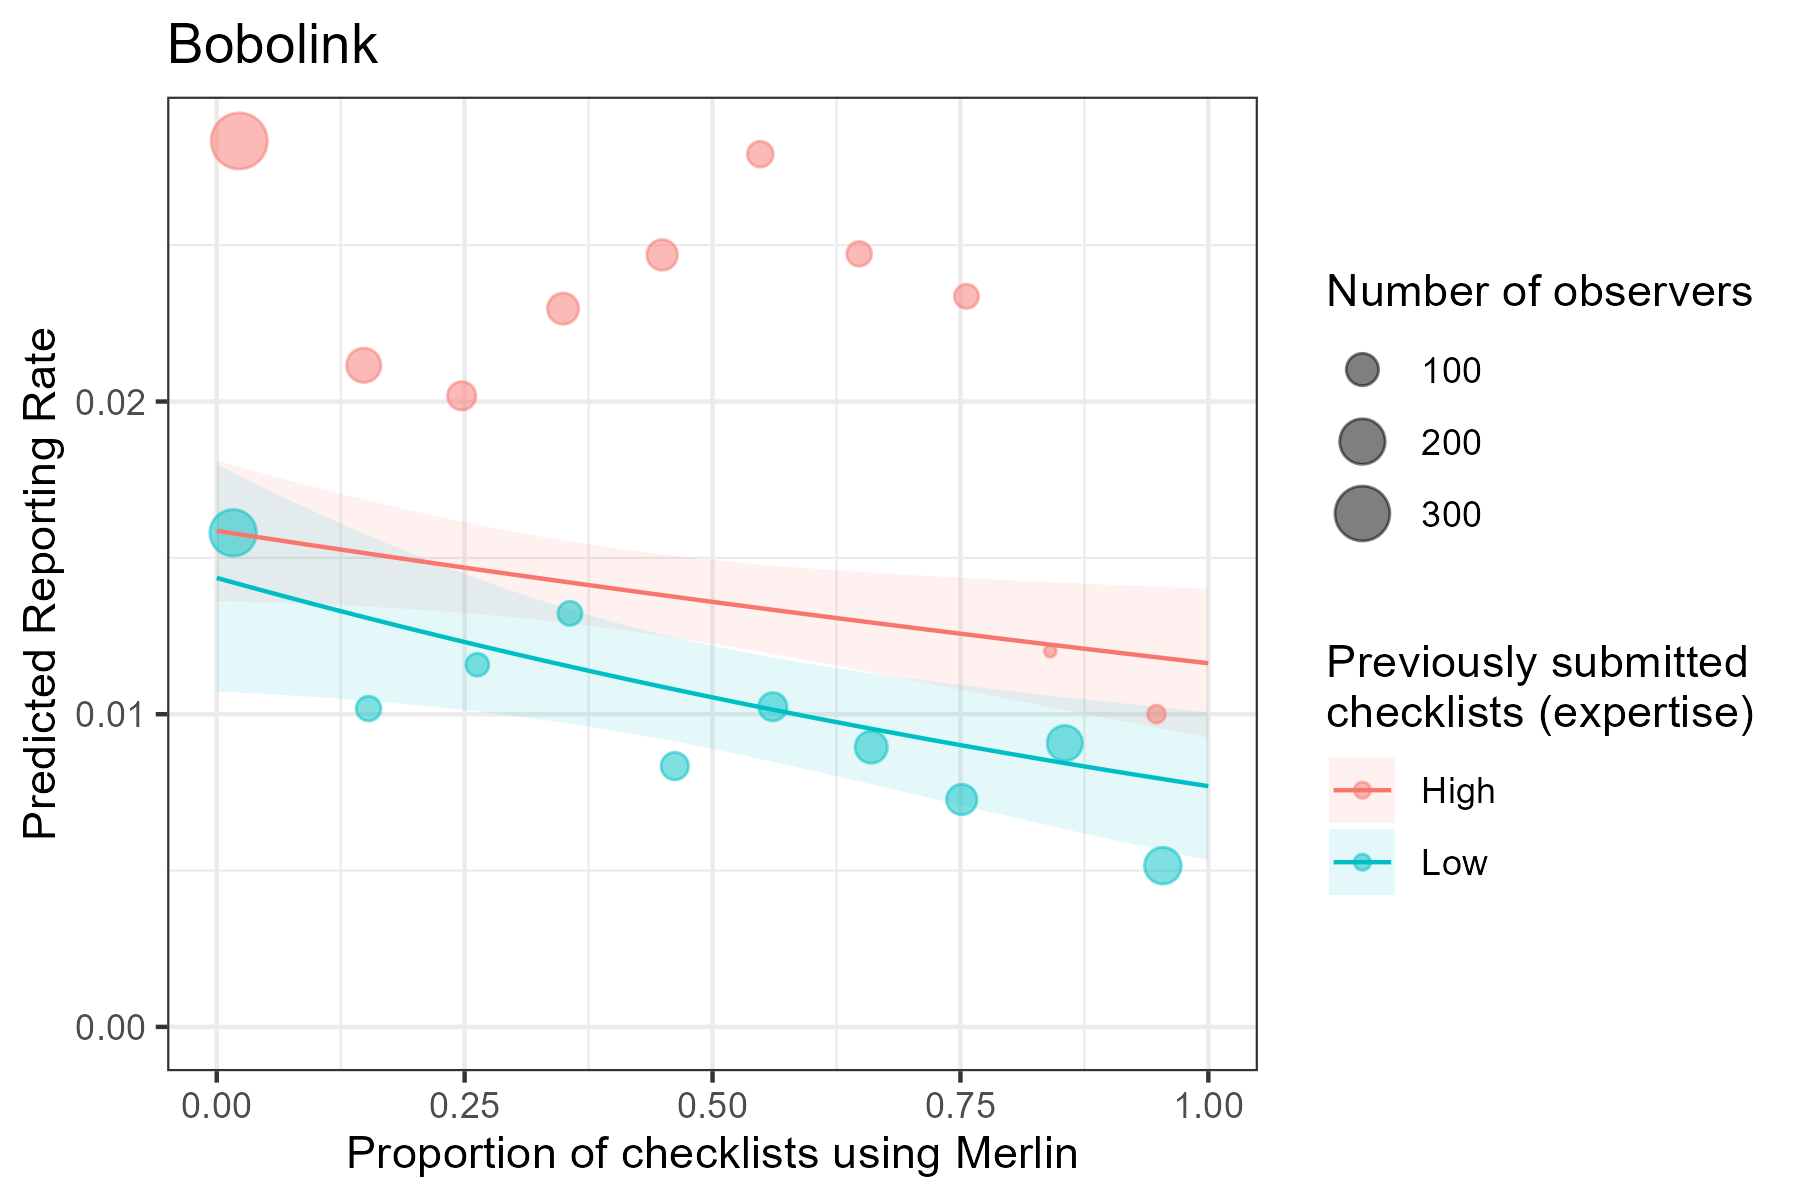 Bobolink
Predicted Reporting Rate
0.02
0.01
0.00
0.00 0.25 0.50 0.75 1.00
Proportion of checklists using Merlin
Number of observers
100
200
300
Previously submitted
checklists (expertise)
High
Low